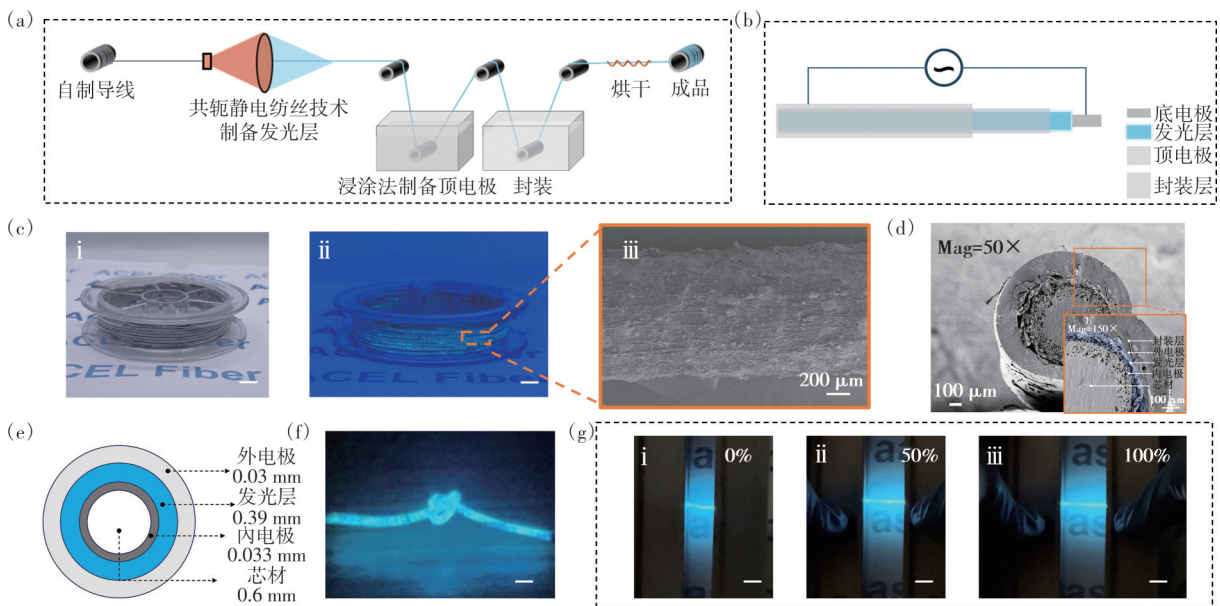 (a)
自制导线
共轭静电纺丝技术
制备发光层
浸涂法制备顶电极
封装
烘干
成品
(b)
底电极
发光层
顶电极
封装层
(c)
i
ACEL Fiber
ii
ACEL Fiber
iii
200 μm
(d)
Mag=50×
100 μm
Mag=150×
封装层
外电极
发光层
内电极
芯材
100 μm
(e)
外电极
0.03 mm
发光层
0.39 mm
内电极
0.033 mm
芯材
0.6 mm
(f)
(g)
i
0%
as
ii
50%
as
iii
100%
as